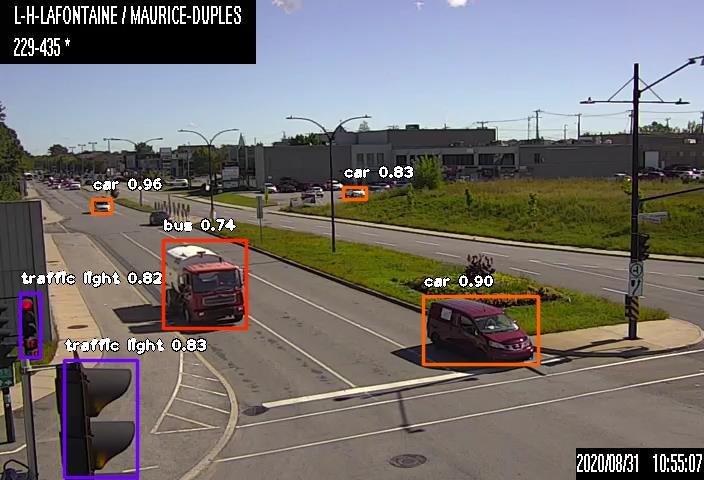 L-H-LAFONTAINE / MAURICE-DUPLES
229-435 *
car 0.96
car 0.83
bus 0.74
traffic light 0.82
car 0.90
traffic light 0.83
2020/08/31 10:55:07